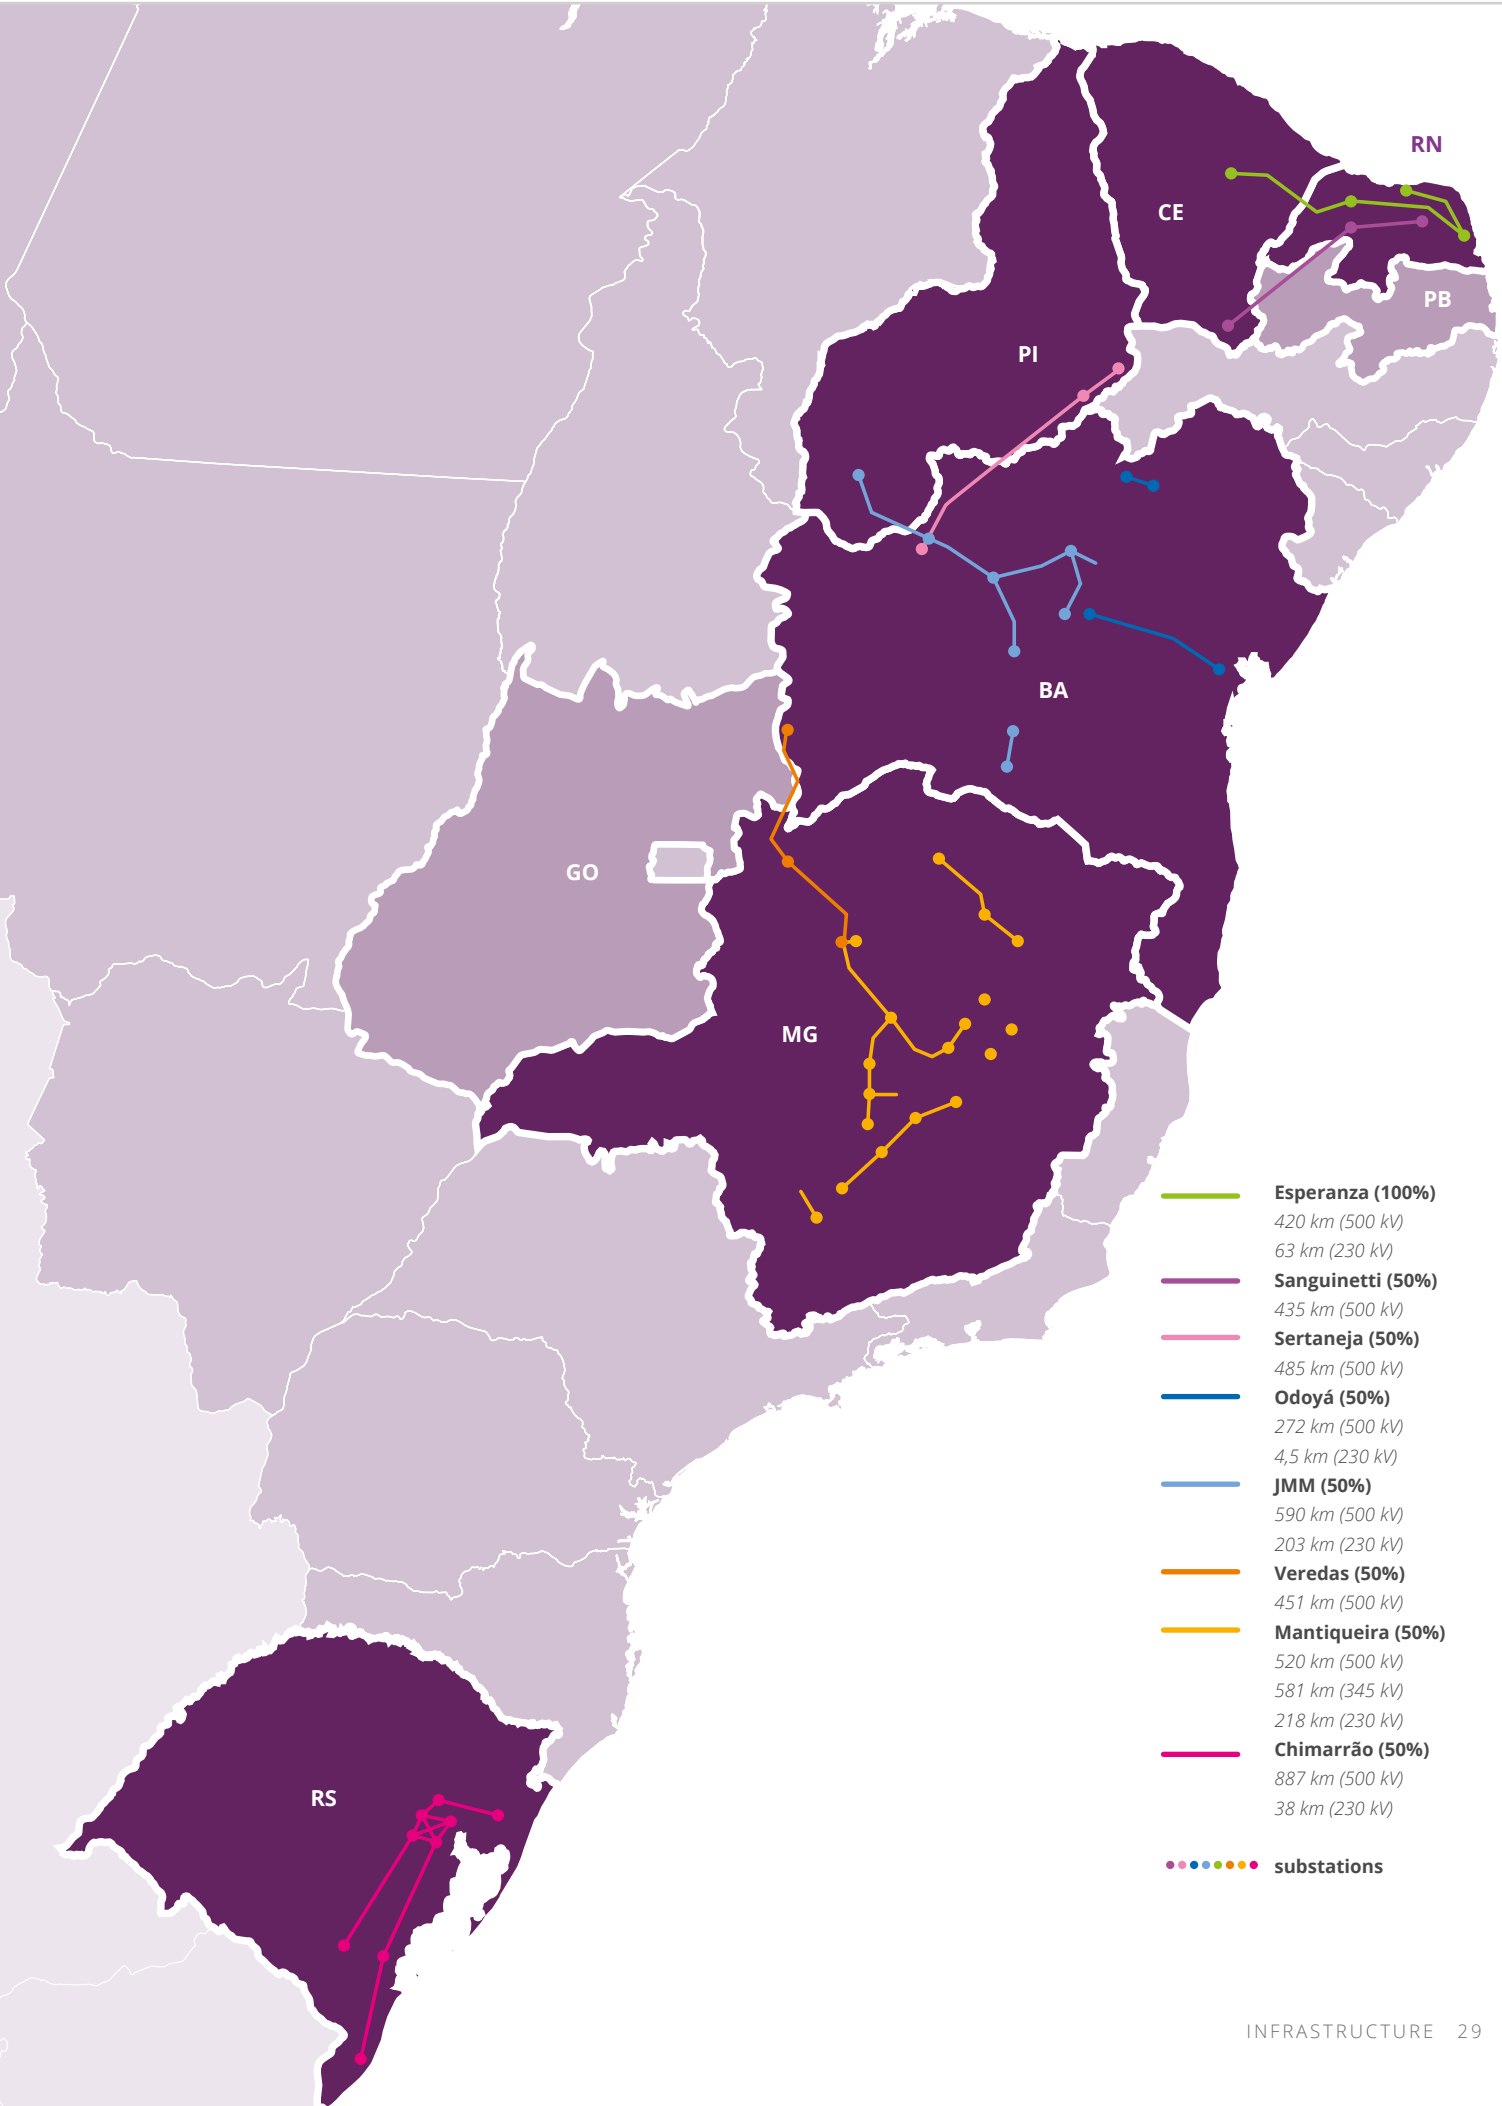 RN
CE
PB
PI
BA
GO
MG
Esperanza (100%)
420 km (500 kV)
63 km (230 kV)
Sanguinetti (50%)
435 km (500 kV)
Sertaneja (50%)
485 km (500 kV)
Odoyá (50%)
272 km (500 kV)
4,5 km (230 kV)
JMM (50%)
590 km (500 kV)
203 km (230 kV)
Veredas (50%)
451 km (500 kV)
Mantiqueira (50%)
520 km (500 kV)
581 km (345 kV)
218 km (230 kV)
Chimarrão (50%)
887 km (500 kV)
38 km (230 kV)
RS
substations
INFRASTRUCTURE 29